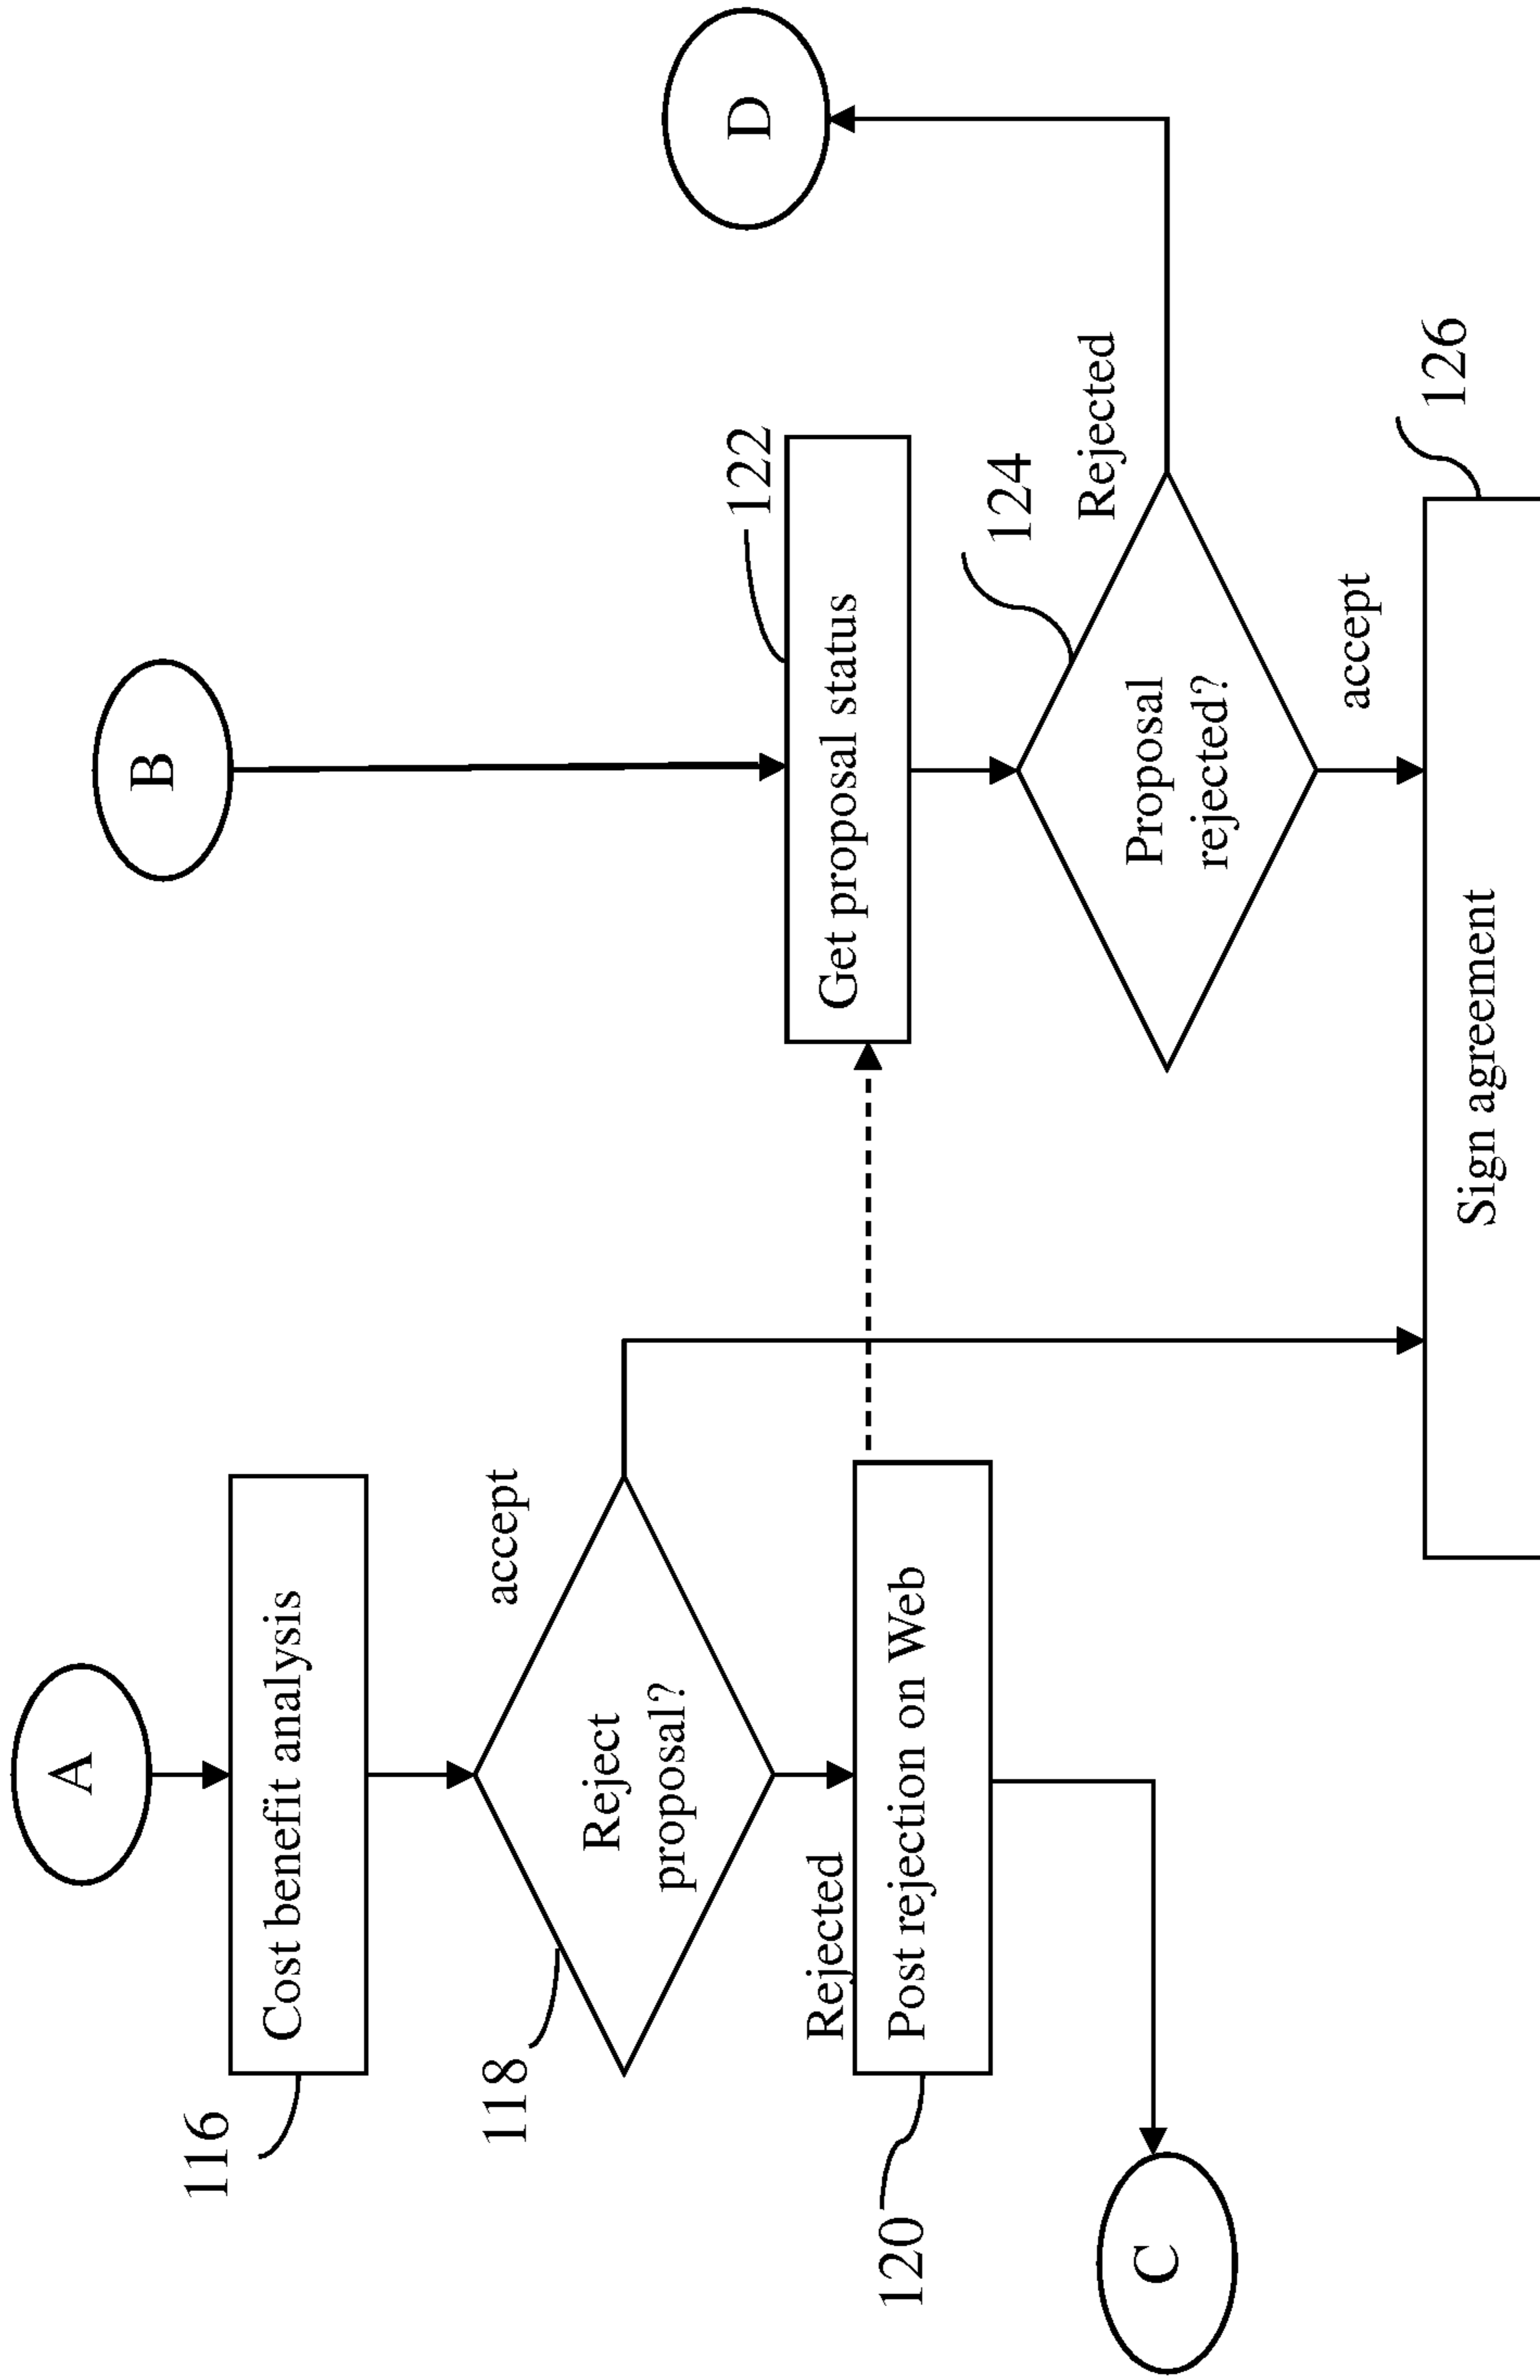 A
B
116
Cost benefit analysis
118
Reject
proposal?
accept
Rejected
120
Post rejection on Web
C
122
Get proposal status
D
124
Proposal
rejected?
Rejected
accept
126
Sign agreement